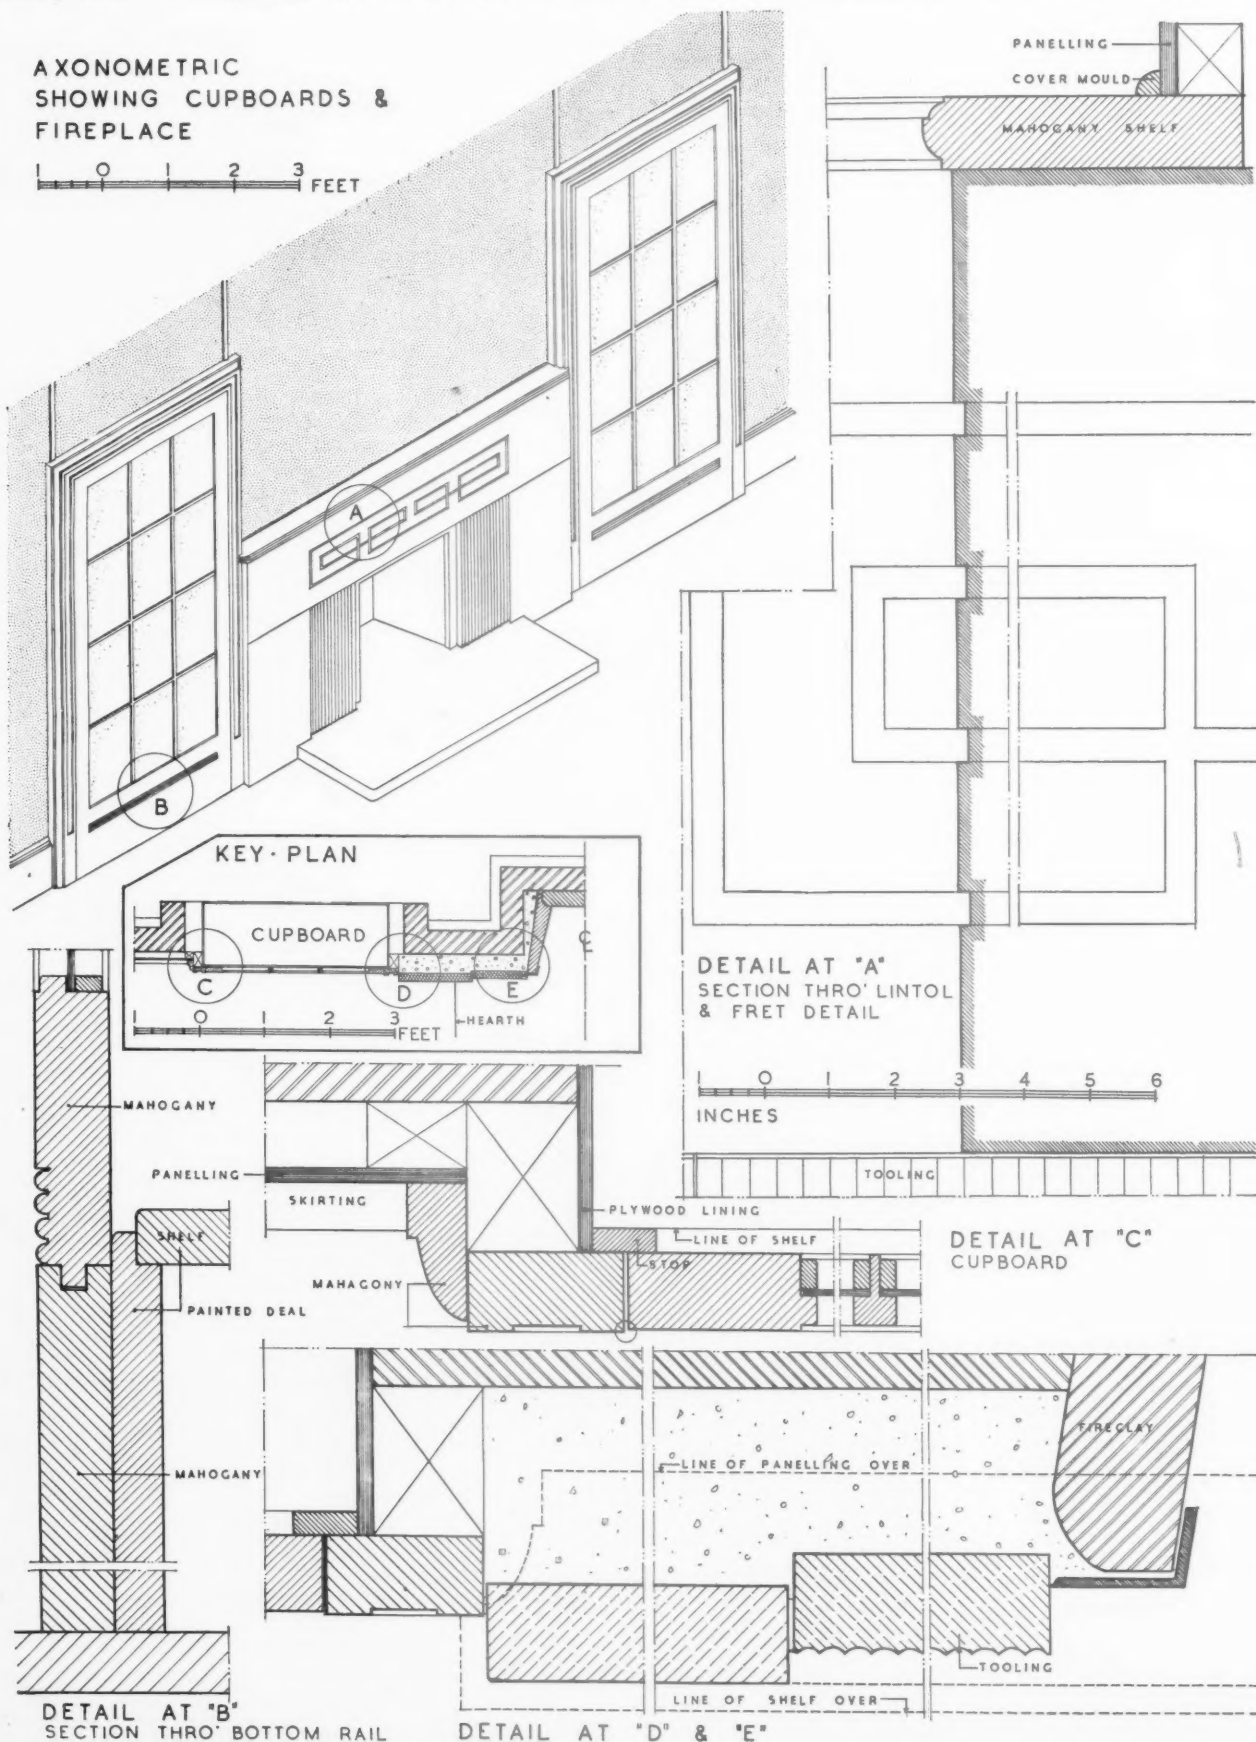 AXONOMETRIC
SHOWING CUPBOARDS &
FIREPLACE
1 0 1 2 3 FEET
PANELLING
COVER MOULD
MAHOGANY SHELF
A
B
KEY·PLAN
CUPBOARD
C
D
E
℄
HEARTH
1 0 1 2 3 FEET
DETAIL AT "A"
SECTION THRO' LINTOL
& FRET DETAIL
1 0 1 2 3 4 5 6
INCHES
TOOLING
MAHOGANY
SHELF
PAINTED DEAL
MAHOGANY
DETAIL AT "B"
SECTION THRO' BOTTOM RAIL
PANELLING
SKIRTING
MAHAGONY
PLYWOOD LINING
LINE OF SHELF
STOP
DETAIL AT "C"
CUPBOARD
FIRECLAY
LINE OF PANELLING OVER
TOOLING
LINE OF SHELF OVER
DETAIL AT "D" & "E"